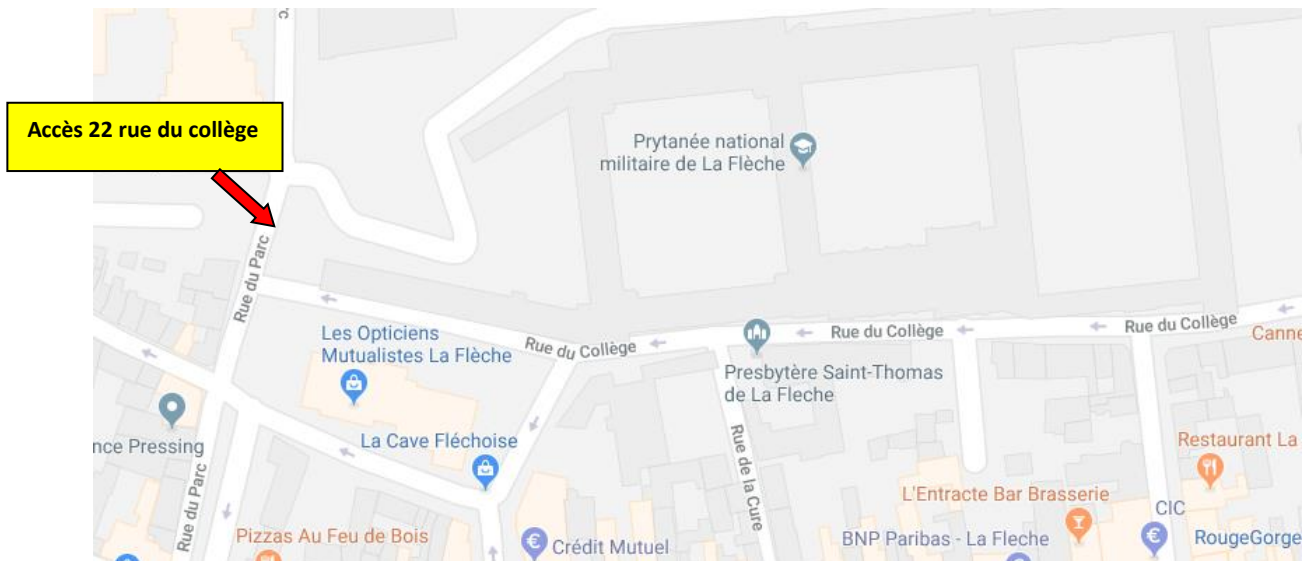 Accès 22 rue du collège
Prytanée national
militaire de La Flèche
Rue du Parc
Rue du Collège
Rue du Collège
Rue du Collège
Canne
Les Opticiens
Mutualistes La Flèche
Presbytère Saint-Thomas
de La Fleche
nce Pressing
La Cave Fléchoise
Rue de la Cure
Restaurant La
Rue du Parc
L'Entracte Bar Brasserie
CIC
Pizzas Au Feu de Bois
Crédit Mutuel
BNP Paribas - La Fleche
RougeGorge